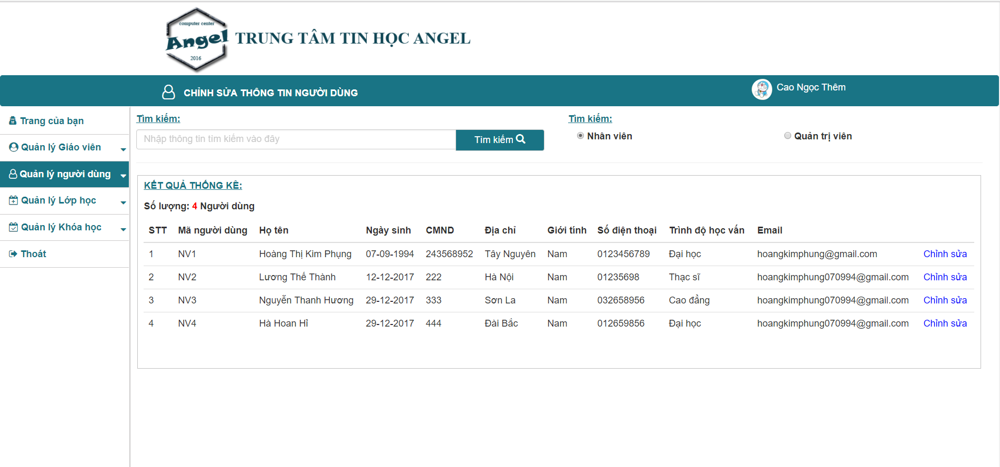 computer center
Angel
2016
TRUNG TÂM TIN HỌC ANGEL
CHỈNH SỬA THÔNG TIN NGƯỜI DÙNG
Cao Ngọc Thêm
Trang của bạn
Quản lý Giáo viên
Quản lý người dùng
Quản lý Lớp học
Quản lý Khóa học
Thoát
Tìm kiếm:
Nhập thông tin tìm kiếm vào đây
Tìm kiếm
Tìm kiếm:
Nhân viên Quản trị viên
KẾT QUẢ THỐNG KÊ:
Số lượng: 4 Người dùng
STT Mã người dùng Họ tên Ngày sinh CMND Địa chỉ Giới tính Số điện thoại Trình độ học vấn Email
1 NV1 Hoàng Thị Kim Phụng 07-09-1994 243568952 Tây Nguyên Nam 0123456789 Đại học hoangkimphung@gmail.com Chỉnh sửa
2 NV2 Lương Thế Thành 12-12-2017 222 Hà Nội Nam 01235698 Thạc sĩ hoangkimphung070994@gmail.com Chỉnh sửa
3 NV3 Nguyễn Thanh Hương 29-12-2017 333 Sơn La Nam 032658956 Cao đẳng hoangkimphung070994@gmail.com Chỉnh sửa
4 NV4 Hà Hoan Hỉ 29-12-2017 444 Đài Bắc Nam 012659856 Đại học hoangkimphung070994@gmail.com Chỉnh sửa